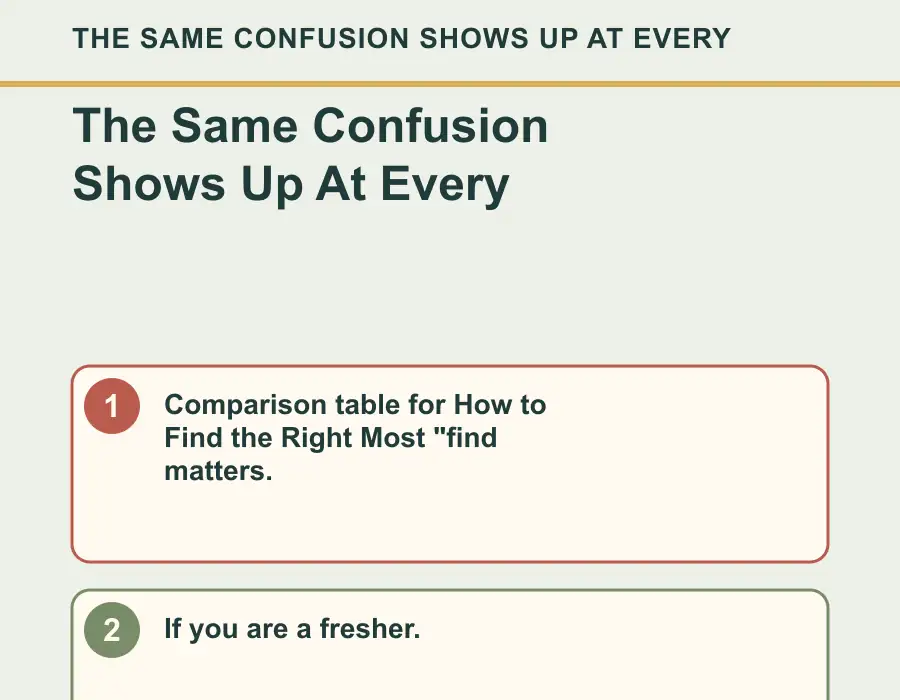 THE SAME CONFUSION SHOWS UP AT EVERY
The Same Confusion
Shows Up At Every
1
Comparison table for How to
Find the Right Most "find
matters.
2
If you are a fresher.